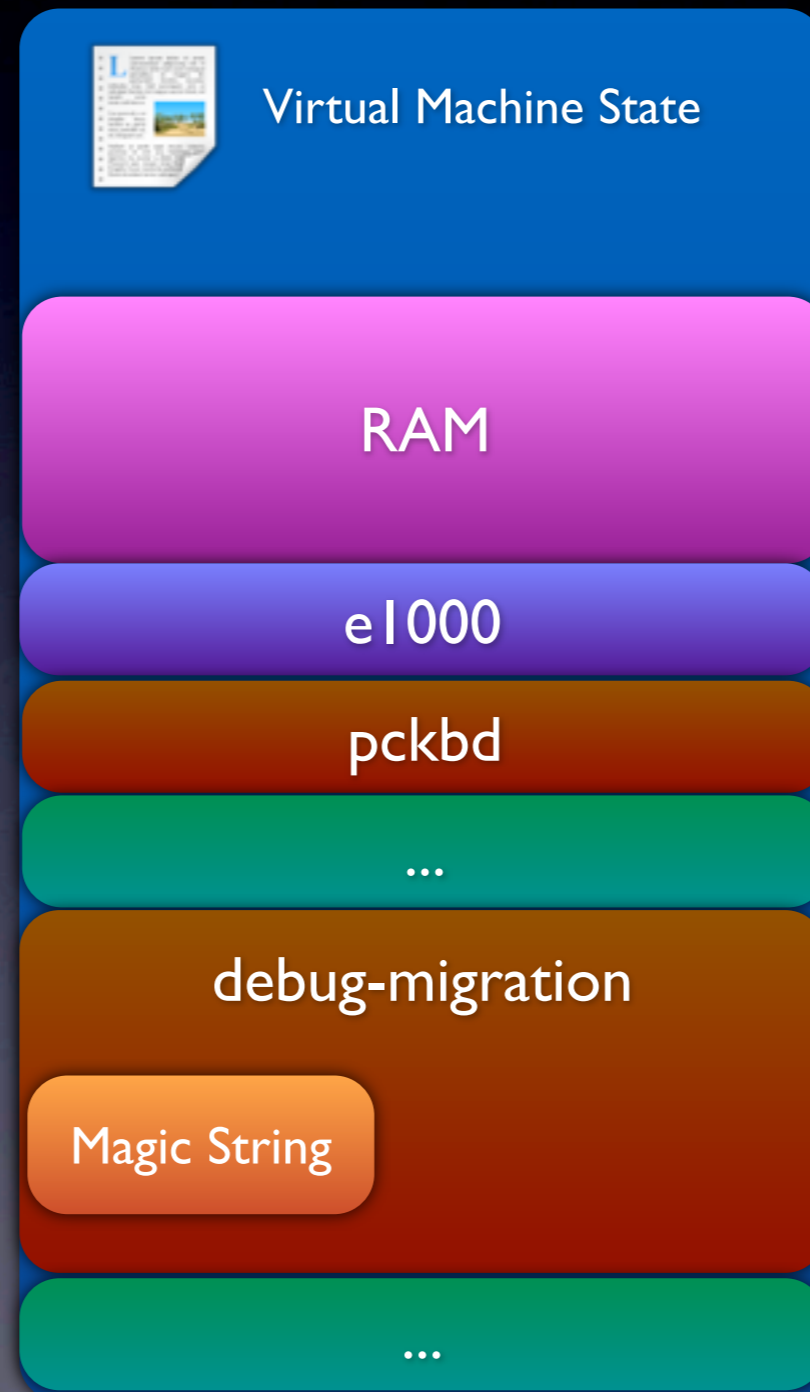 Virtual Machine State
RAM
e1000
pckbd
...
debug-migration
Magic String
...